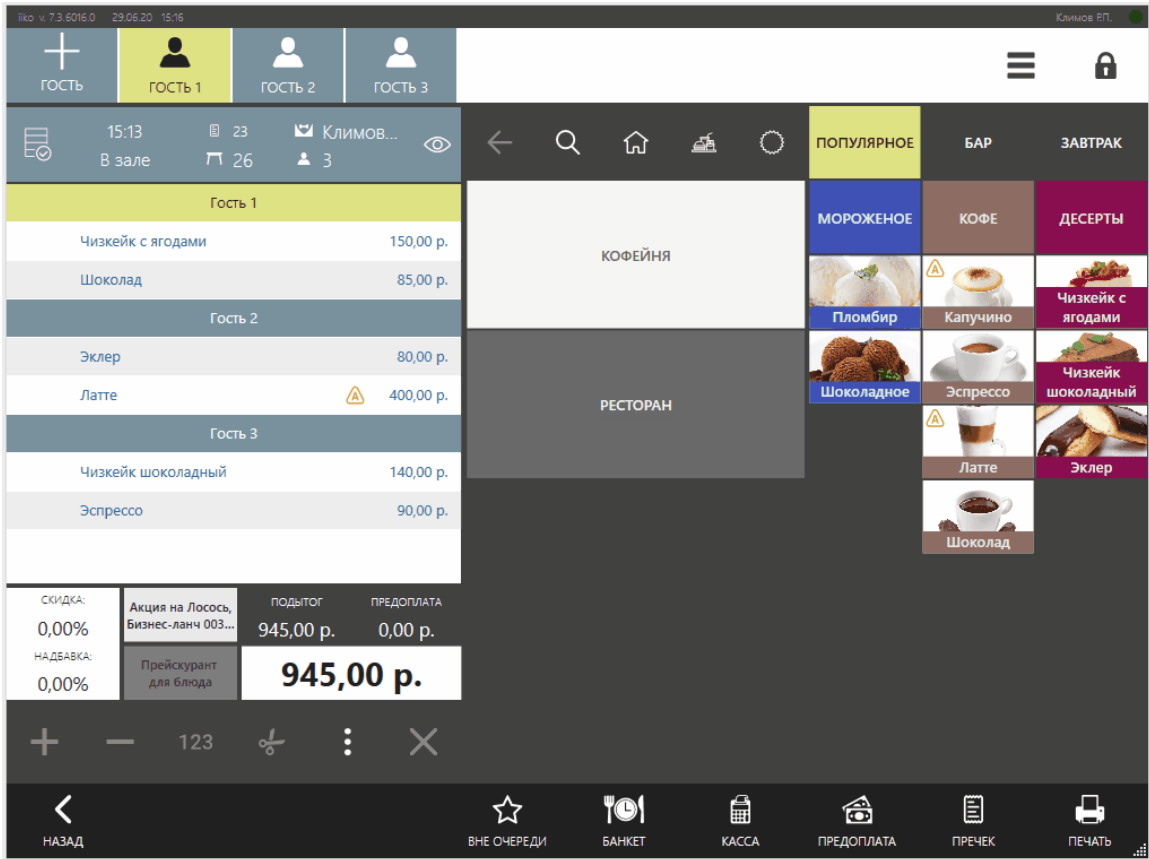 iiko v. 7.3.6016.0 29.06.20 15:16 Климов Р.П.
ГОСТЬ ГОСТЬ 1 ГОСТЬ 2 ГОСТЬ 3
15:13 23 Климов...
В зале 26 3
ПОПУЛЯРНОЕ БАР ЗАВТРАК
Гость 1
Чизкейк с ягодами 150,00 р.
Шоколад 85,00 р.
Гость 2
Эклер 80,00 р.
Латте A 400,00 р.
Гость 3
Чизкейк шоколадный 140,00 р.
Эспрессо 90,00 р.
КОФЕЙНЯ
РЕСТОРАН
МОРОЖЕНОЕ КОФЕ ДЕСЕРТЫ
A
Пломбир Капучино Чизкейк с
ягодами
Шоколадное Эспрессо Чизкейк
шоколадный
A
Латте Эклер
Шоколад
СКИДКА:
0,00%
НАДБАВКА:
0,00%
Акция на Лосось,
Бизнес-ланч 003...
Прейскурант
для блюда
ПОДЫТОГ ПРЕДОПЛАТА
945,00 р. 0,00 р.
945,00 р.
123
НАЗАД ВНЕ ОЧЕРЕДИ БАНКЕТ КАССА ПРЕДОПЛАТА ПРЕЧЕК ПЕЧАТЬ